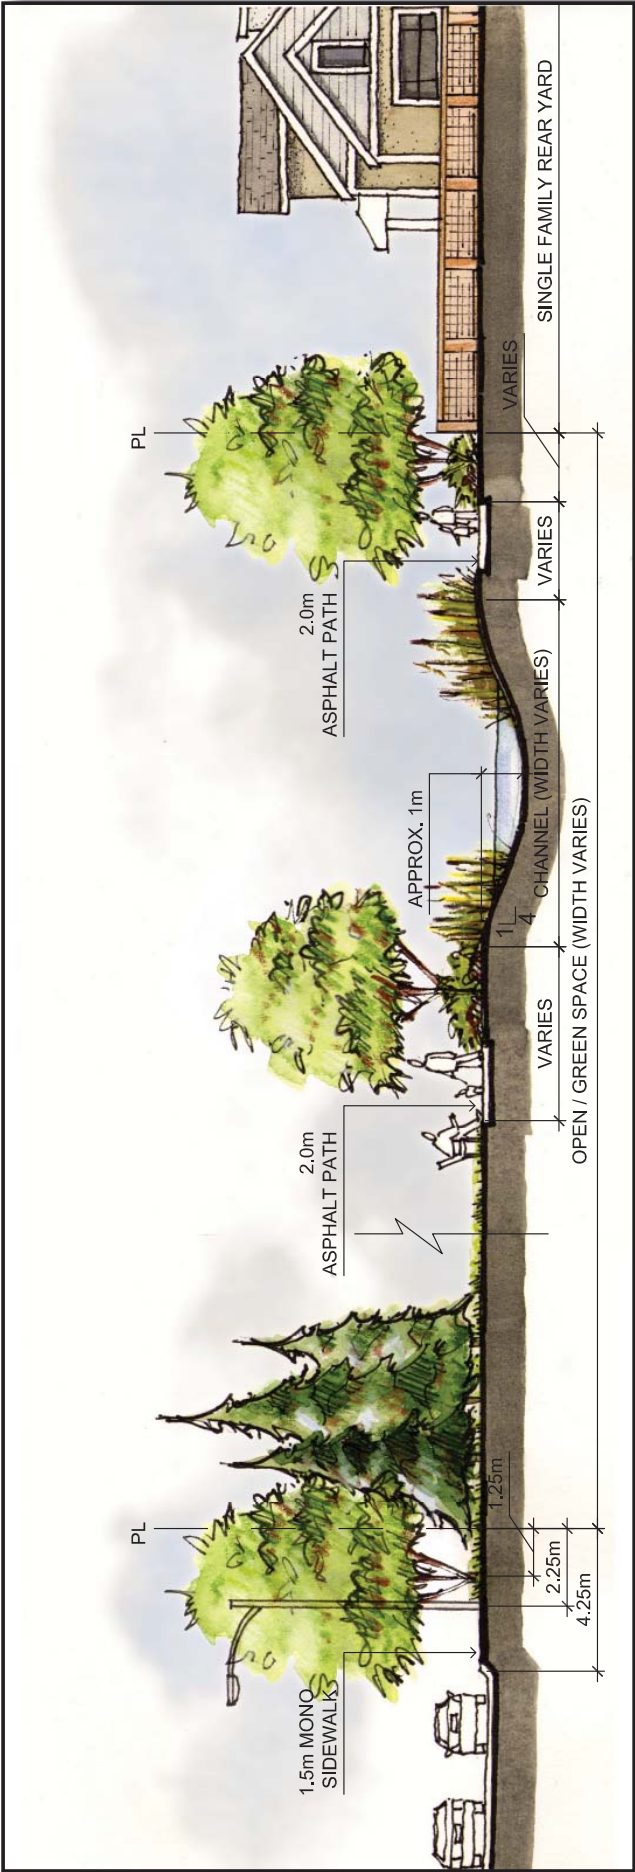 PL
PL
1.5m MONO
SIDEWALK
2.0m
ASPHALT PATH
2.0m
ASPHALT PATH
APPROX. 1m
1
4
1.25m
2.25m
4.25m
VARIES
CHANNEL (WIDTH VARIES)
VARIES
VARIES
SINGLE FAMILY REAR YARD
OPEN / GREEN SPACE (WIDTH VARIES)